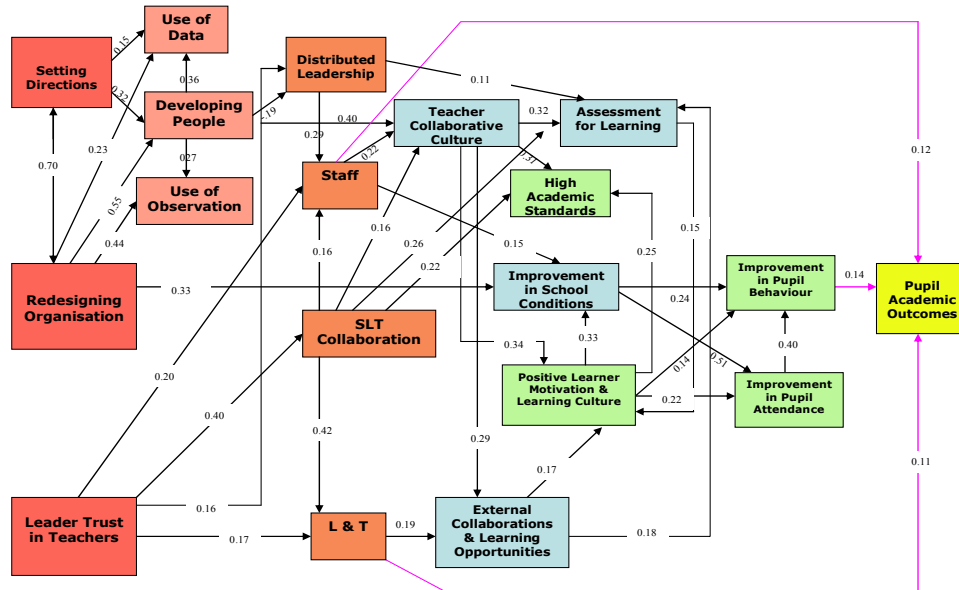 Use of
Data
0.15
Setting
Directions
Distributed
Leadership
0.36
0.11
0.32
Developing
People
Teacher
Collaborative
Culture
0.32
Assessment
for Learning
.19
0.40
0.12
0.29
0.22
0.23
0.70
0.31
Staff
High
Academic
Standards
027
Use of
Observation
0.55
0.44
0.16
0.26
0.22
0.15
0.25
0.15
0.16
Redesigning
Organisation
0.33
Improvement
in School
Conditions
0.24
Improvement
in Pupil
Behaviour
0.14
Pupil
Academic
Outcomes
SLT
Collaboration
0.34
0.33
0.40
0.14
0.51
0.20
0.40
Positive Learner
Motivation &
Learning Culture
0.22
Improvement
in Pupil
Attendance
0.42
0.29
0.17
0.11
Leader Trust
in Teachers
0.16
0.17
L & T
0.19
External
Collaborations
& Learning
Opportunities
0.18